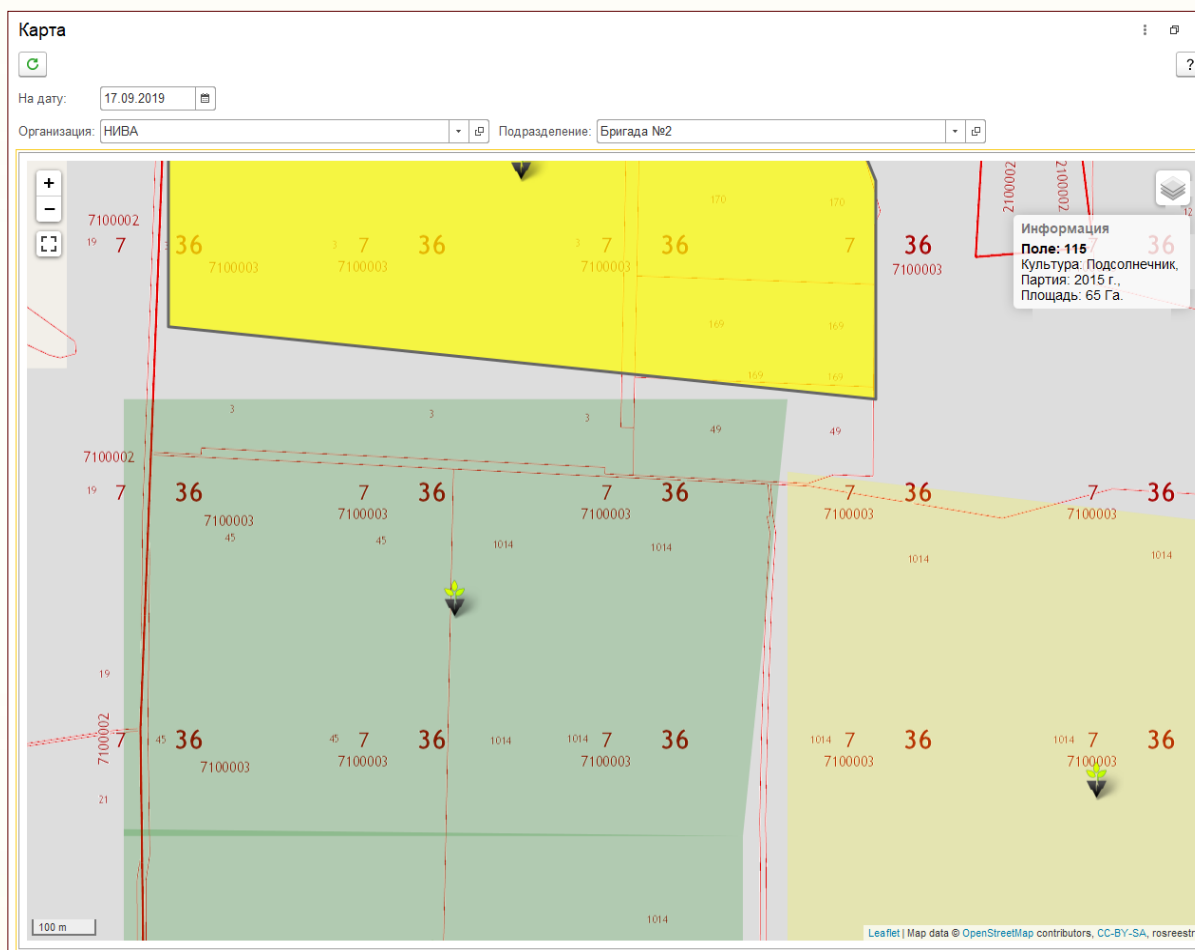 Карта
?
На дату: 17.09.2019
Организация: НИВА Подразделение: Бригада №2
+
−
170 170
2100002 2100002
12
7100002
19 7 36 3 7 36 3 7 36 7 36 7 36
7100003 7100003 7100003 7100003
Информация
Поле: 115
Культура: Подсолнечник,
Партия: 2015 г.,
Площадь: 65 Га.
169 169
169 169
3 3 3 49 49
7100002
19 7 36 7 36 7 36 7 36 7 36
7100003 7100003 7100003 7100003 7100003
45 45 1014 1014 1014 1014
19
7100002
7 45 36 45 7 36 1014 1014 7 36 1014 7 36 1014 7 36
7100003 7100003 7100003 7100003 7100003
21
1014
100 m
Leaflet | Map data © OpenStreetMap contributors, CC-BY-SA, rosreestr